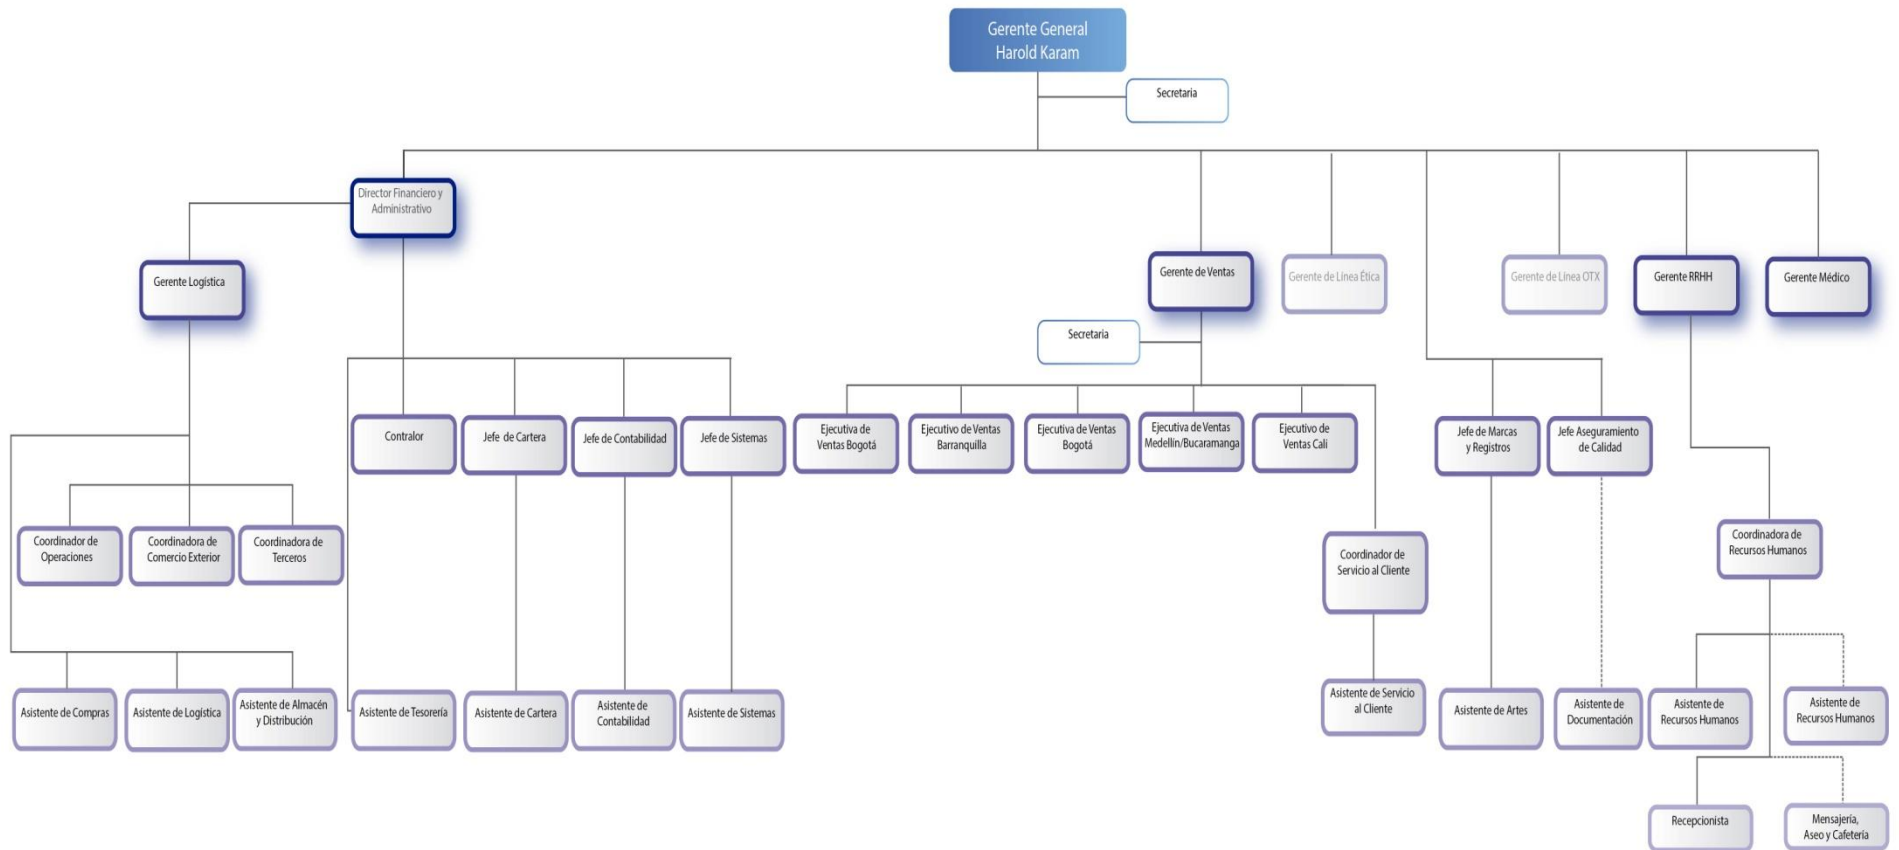 Gerente General
Harold Karam
Secretaria
Director Financiero y
Administrativo
Gerente Logística
Gerente de Ventas
Gerente de Línea Ética
Gerente de Línea OTX
Gerente RRHH
Gerente Médico
Secretaria
Contralor
Jefe de Cartera
Jefe de Contabilidad
Jefe de Sistemas
Ejecutiva de
Ventas Bogotá
Ejecutivo de Ventas
Barranquilla
Ejecutiva de Ventas
Bogotá
Ejecutiva de Ventas
Medellín/Bucaramanga
Ejecutivo de
Ventas Cali
Jefe de Marcas
y Registros
Jefe Aseguramiento
de Calidad
Coordinador de
Operaciones
Coordinadora de
Comercio Exterior
Coordinadora de
Terceros
Coordinador de
Servicio al Cliente
Coordinadora de
Recursos Humanos
Asistente de Compras
Asistente de Logística
Asistente de Almacén
y Distribución
Asistente de Tesorería
Asistente de Cartera
Asistente de
Contabilidad
Asistente de Sistemas
Asistente de Servicio
al Cliente
Asistente de Artes
Asistente de
Documentación
Asistente de
Recursos Humanos
Asistente de
Recursos Humanos
Recepcionista
Mensajería,
Aseo y Cafetería